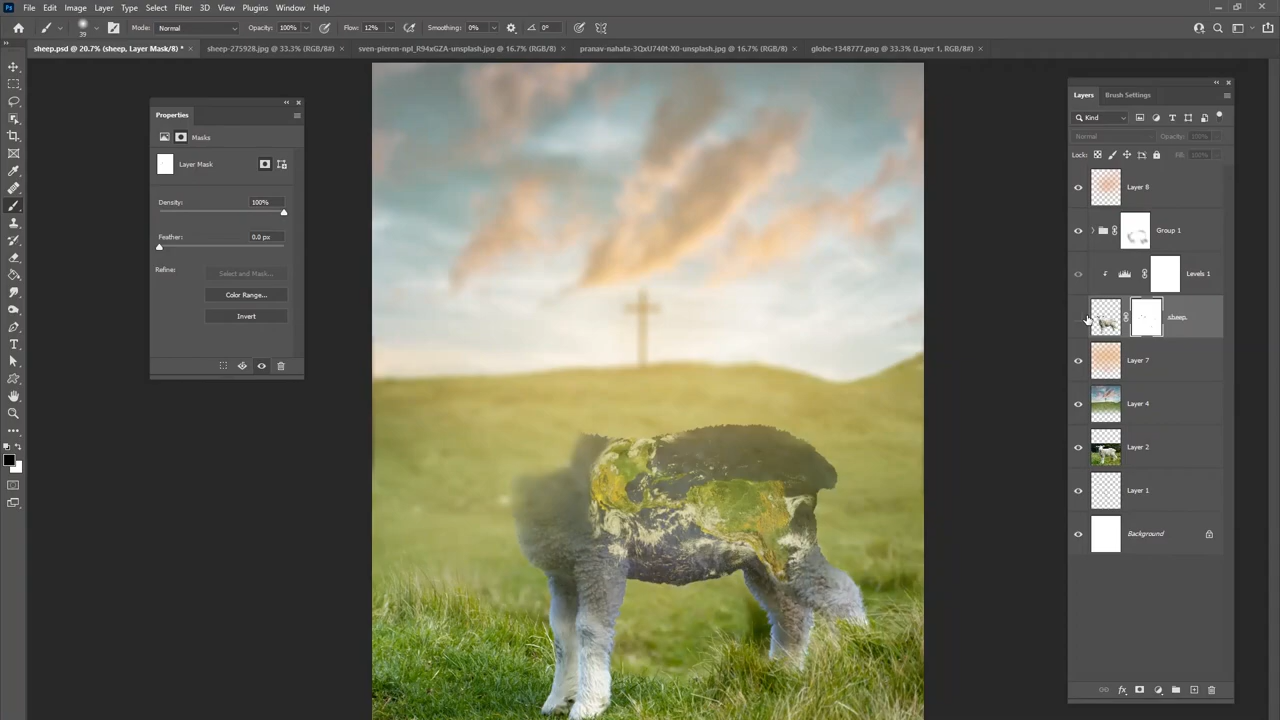 File Edit Image Layer Type Select Filter 3D View Plugins Window Help
39 Mode: Normal Opacity: 100% Flow: 12% Smoothing: 0% 0°
sheep.psd @ 20.7% (sheep, Layer Mask/8) * × sheep-275928.jpg @ 33.3% (RGB/8#) × sven-pieren-npl_R94xGZA-unsplash.jpg @ 16.7% (RGB/8) × pranav-nahata-3QxU740t-X0-unsplash.jpg @ 16.7% (RGB/8) × globe-1348777.png @ 33.3% (Layer 1, RGB/8#) ×
Properties
Masks
Layer Mask
Density: 100%
Feather: 0.0 px
Refine: Select and Mask...
Color Range...
Invert
Layers Brush Settings
Kind
Normal Opacity: 100%
Lock: Fill: 100%
Layer 8
Group 1
Levels 1
sheep
Layer 7
Layer 4
Layer 2
Layer 1
Background
fx